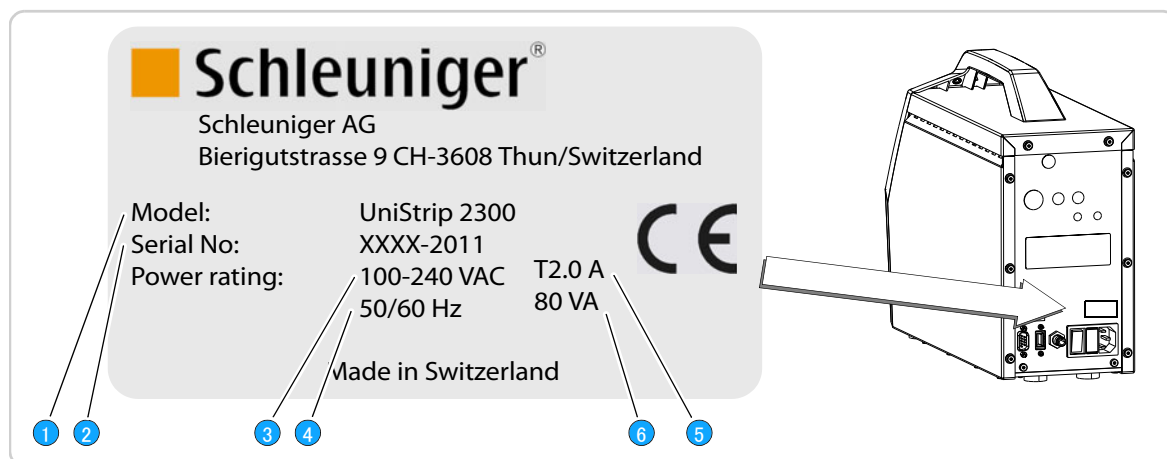 Schleuniger®
Schleuniger AG
Bierigutstrasse 9 CH-3608 Thun/Switzerland
Model: UniStrip 2300
Serial No: XXXX-2011
Power rating: 100-240 VAC T2.0 A
50/60 Hz 80 VA
CE
Made in Switzerland
1 2 3 4 6 5